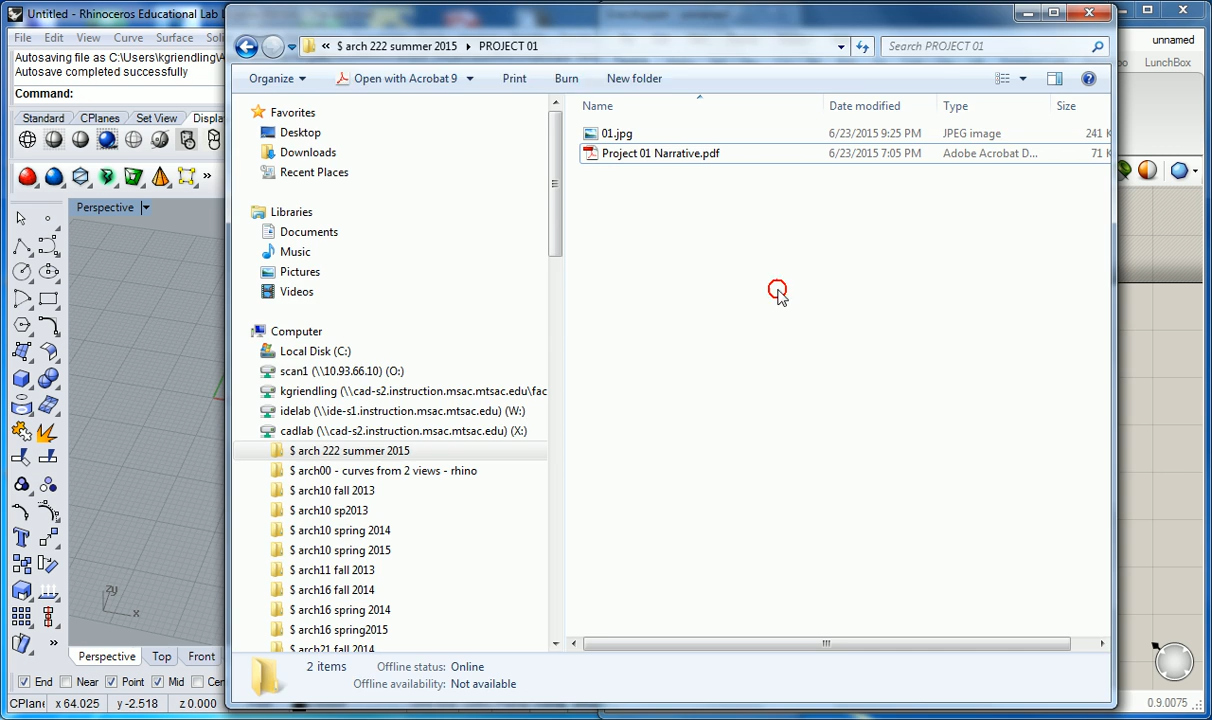 Untitled - Rhinoceros Educational Lab
unnamed
File Edit View Curve Surface
Autosaving file as C:\Users\kgriendling\
Autosave completed successfully
Command:
Standard CPlanes Set View
« $ arch 222 summer 2015 PROJECT 01
Search PROJECT 01
LunchBox
Organize Open with Acrobat 9 Print Burn New folder
Name Date modified Type Size
01.jpg 6/23/2015 9:25 PM JPEG image 241 K
Project 01 Narrative.pdf 6/23/2015 7:05 PM Adobe Acrobat D... 71 K
Favorites
Desktop
Downloads
Recent Places
Libraries
Documents
Music
Pictures
Videos
Computer
Local Disk (C:)
scan1 (\\10.93.66.10) (O:)
kgriendling (\\cad-s2.instruction.msac.mtsac.edu\fac
idelab (\\ide-s1.instruction.msac.mtsac.edu) (W:)
cadlab (\\cad-s2.instruction.msac.mtsac.edu) (X:)
$ arch 222 summer 2015
$ arch00 - curves from 2 views - rhino
$ arch10 fall 2013
$ arch10 sp2013
$ arch10 spring 2014
$ arch10 spring 2015
$ arch11 fall 2013
$ arch16 fall 2014
$ arch16 spring 2014
$ arch16 spring2015
$ arch21 fall 2014
Perspective
zy
x
Perspective Top Front
End Near Point Mid
CPlane x 64.025 y -2.518 z 0.000
2 items Offline status: Online
Offline availability: Not available
0.9.0075